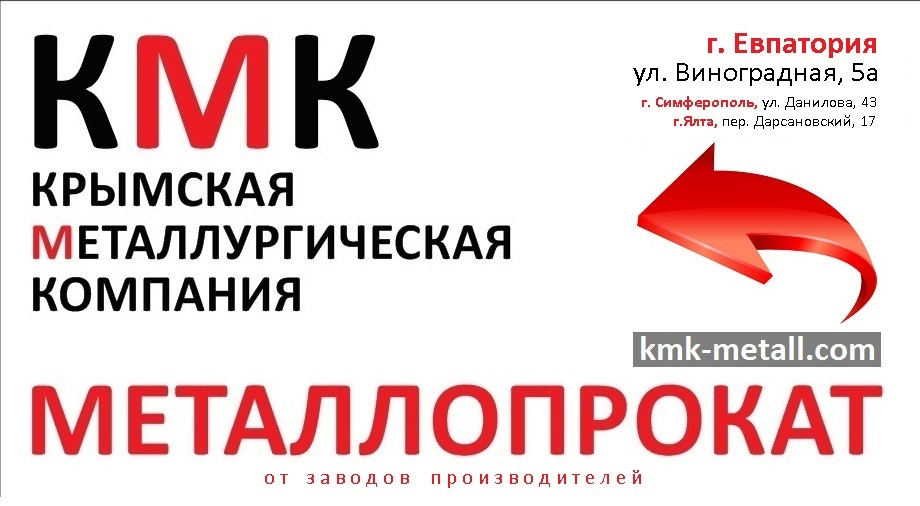 КМК
КРЫМСКАЯ
МЕТАЛЛУРГИЧЕСКАЯ
КОМПАНИЯ
г. Евпатория
ул. Виноградная, 5а
г. Симферополь, ул. Данилова, 43
г.Ялта, пер. Дарсановский, 17
kmk-metall.com
МЕТАЛЛОПРОКАТ
от заводов производителей